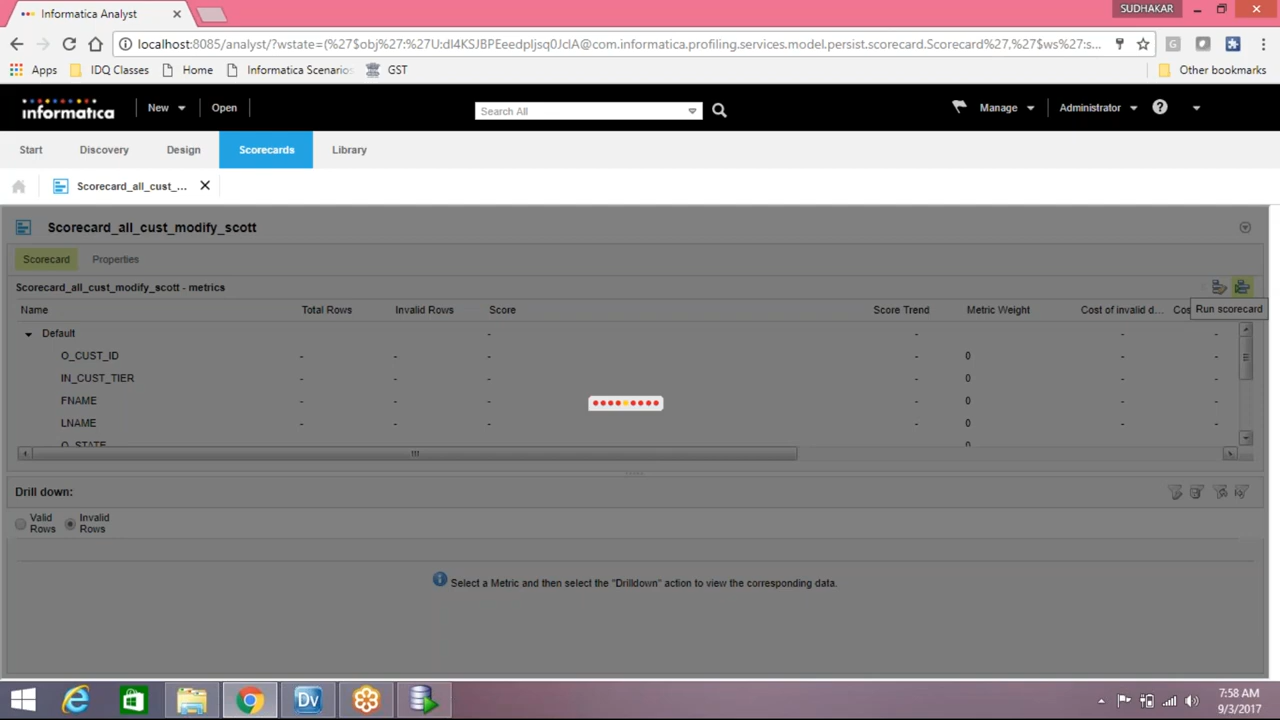 SUDHAKAR
Informatica Analyst
localhost:8085/analyst/?wstate=(%27$obj%27:%27U:dI4KSJBPEeedpIjsq0JcIA@com.informatica.profiling.services.model.persist.scorecard.Scorecard%27,%27$ws%27:s...
Apps IDQ Classes Home Informatica Scenarios GST Other bookmarks
informatica New Open Search All Manage Administrator ?
Start Discovery Design Scorecards Library
Scorecard_all_cust_...
Scorecard_all_cust_modify_scott
Scorecard Properties
Scorecard_all_cust_modify_scott - metrics
Name Total Rows Invalid Rows Score Score Trend Metric Weight Cost of invalid d... Cos
Run scorecard
Default - - -  -
O_CUST_ID - - - - 0 - -
IN_CUST_TIER - - - - 0 - -
FNAME - - - - 0 - -
LNAME - - - - 0 - -
O_STATE 0
Drill down:
Valid Rows
Invalid Rows
Select a Metric and then select the "Drilldown" action to view the corresponding data.
Dv
7:58 AM
9/3/2017